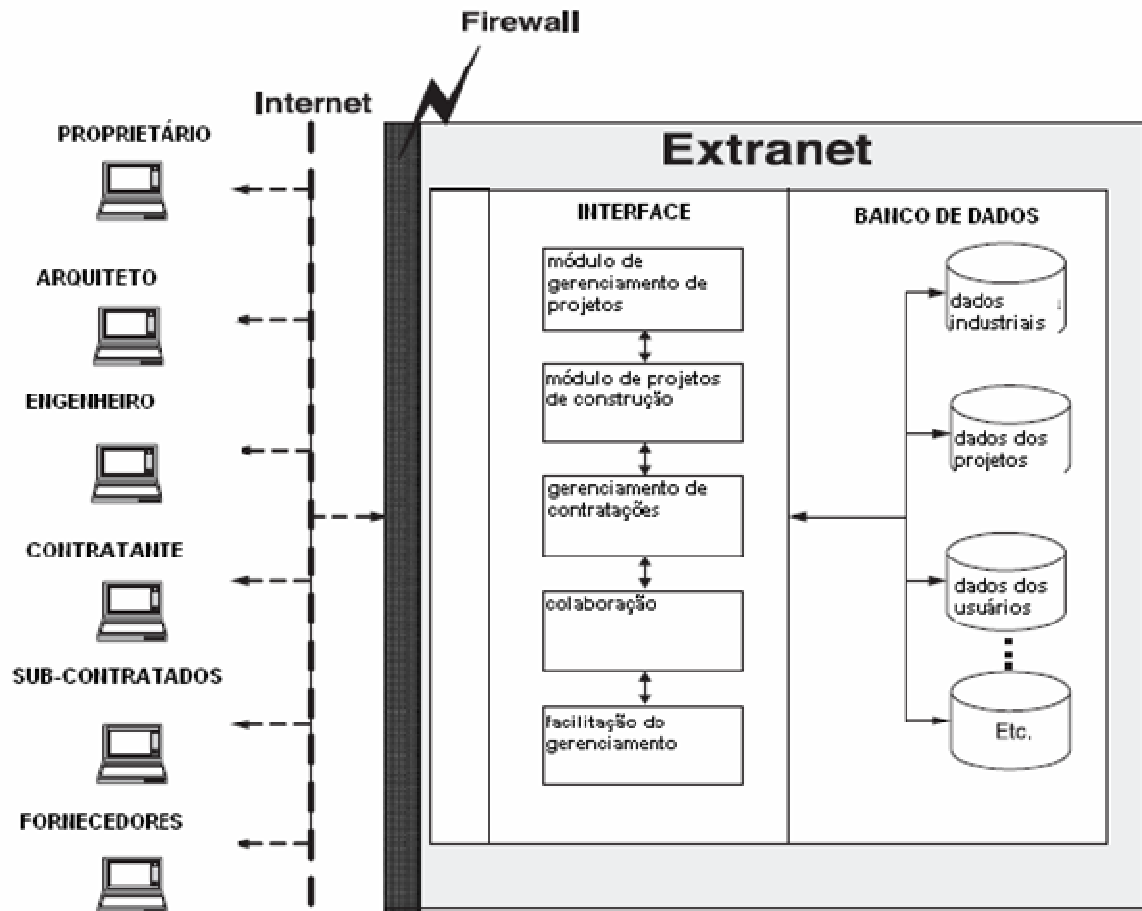 Firewall
Internet
PROPRIETÁRIO
ARQUITETO
ENGENHEIRO
CONTRATANTE
SUB-CONTRATADOS
FORNECEDORES
Extranet
INTERFACE
módulo de
gerenciamento de
projetos
módulo de projetos
de construção
gerenciamento de
contratações
colaboração
facilitação do
gerenciamento
BANCO DE DADOS
dados
industriais
dados dos
projetos
dados dos
usuários
Etc.